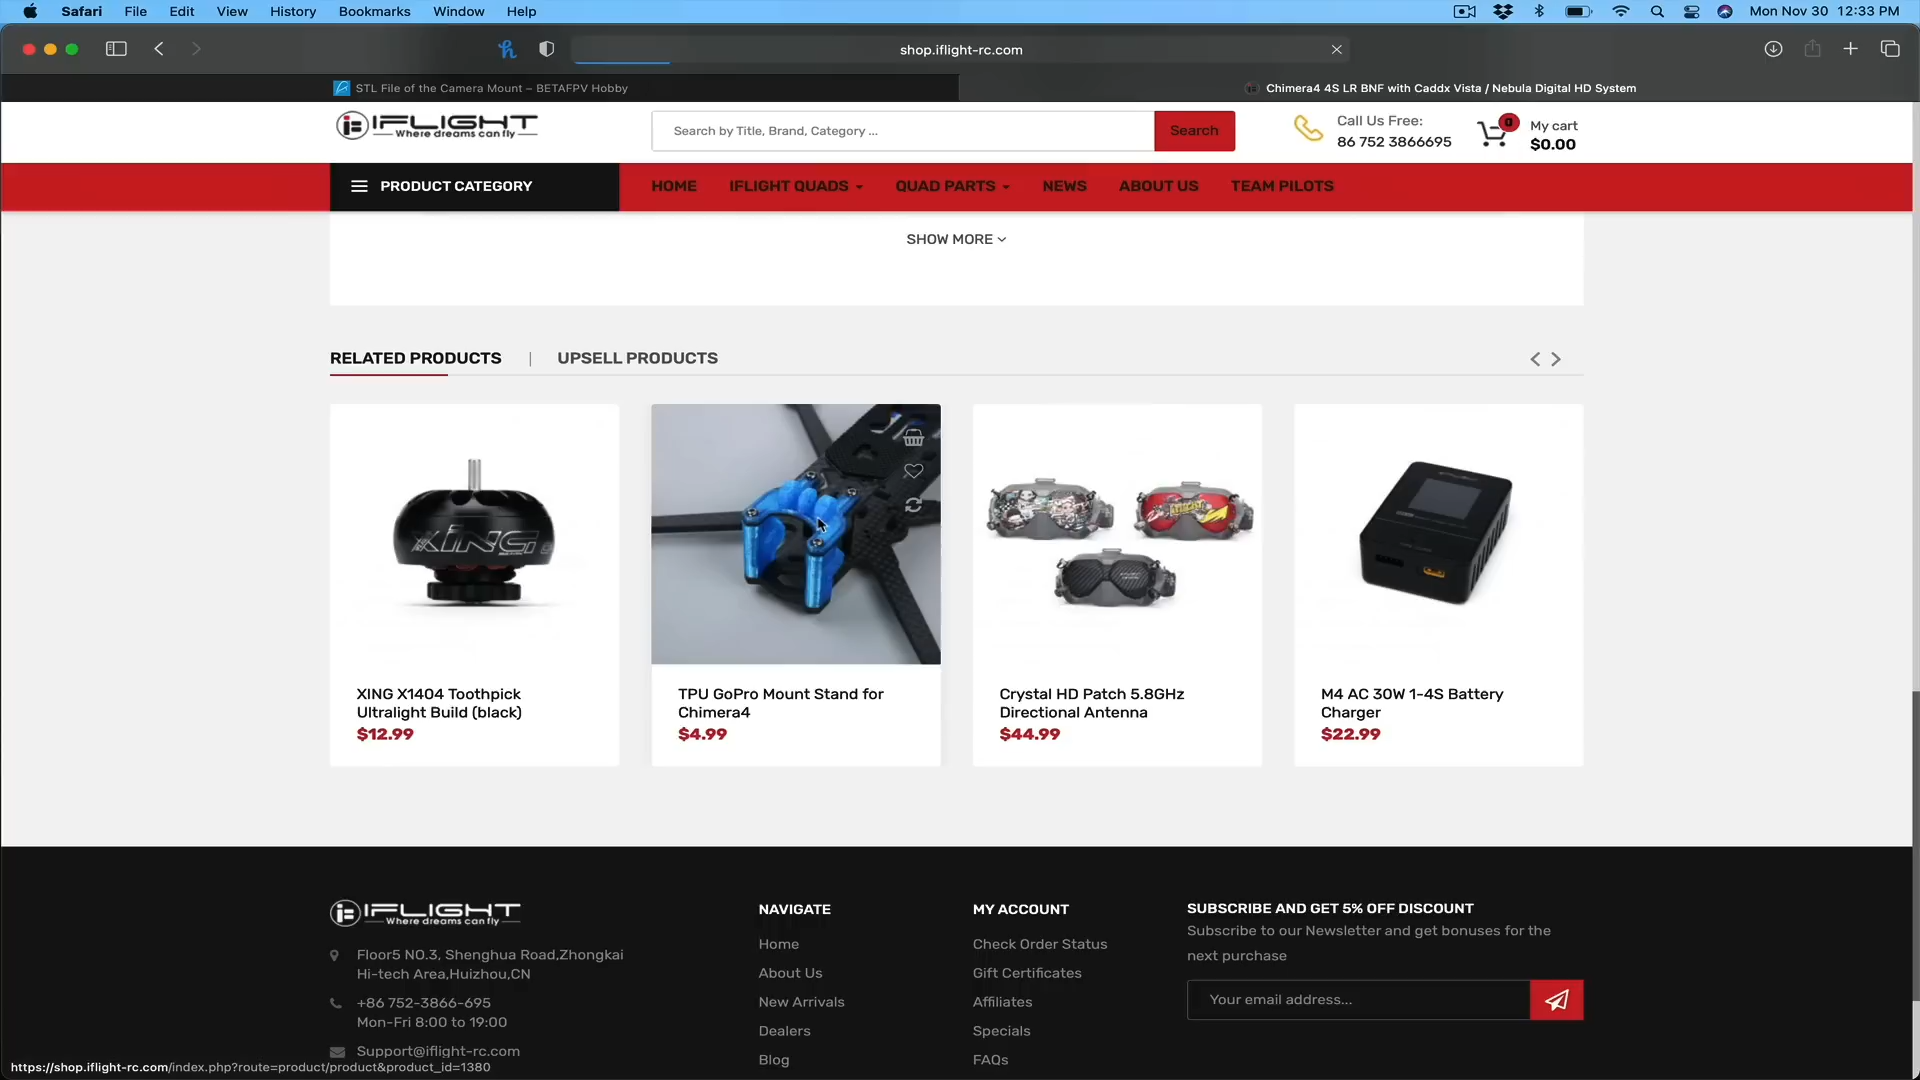 Safari File Edit View History Bookmarks Window Help Mon Nov 30 12:33 PM
shop.iflight-rc.com
STL File of the Camera Mount – BETAFPV Hobby
Chimera4 4S LR BNF with Caddx Vista / Nebula Digital HD System
IFLIGHT
Where dreams can fly
Search by Title, Brand, Category ...
Search
Call Us Free:
86 752 3866695
0
My cart
$0.00
PRODUCT CATEGORY
HOME IFLIGHT QUADS QUAD PARTS NEWS ABOUT US TEAM PILOTS
SHOW MORE
RELATED PRODUCTS | UPSELL PRODUCTS
XING
XING X1404 Toothpick
Ultralight Build (black)
$12.99
TPU GoPro Mount Stand for
Chimera4
$4.99
Crystal HD Patch 5.8GHz
Directional Antenna
$44.99
M4 AC 30W 1-4S Battery
Charger
$22.99
IFLIGHT
Where dreams can fly
Floor5 NO.3, Shenghua Road,Zhongkai
Hi-tech Area,Huizhou,CN
+86 752-3866-695
Mon-Fri 8:00 to 19:00
Support@iflight-rc.com
NAVIGATE
Home
About Us
New Arrivals
Dealers
Blog
MY ACCOUNT
Check Order Status
Gift Certificates
Affiliates
Specials
FAQs
SUBSCRIBE AND GET 5% OFF DISCOUNT
Subscribe to our Newsletter and get bonuses for the
next purchase
Your email address...
https://shop.iflight-rc.com/index.php?route=product/product&product_id=1380